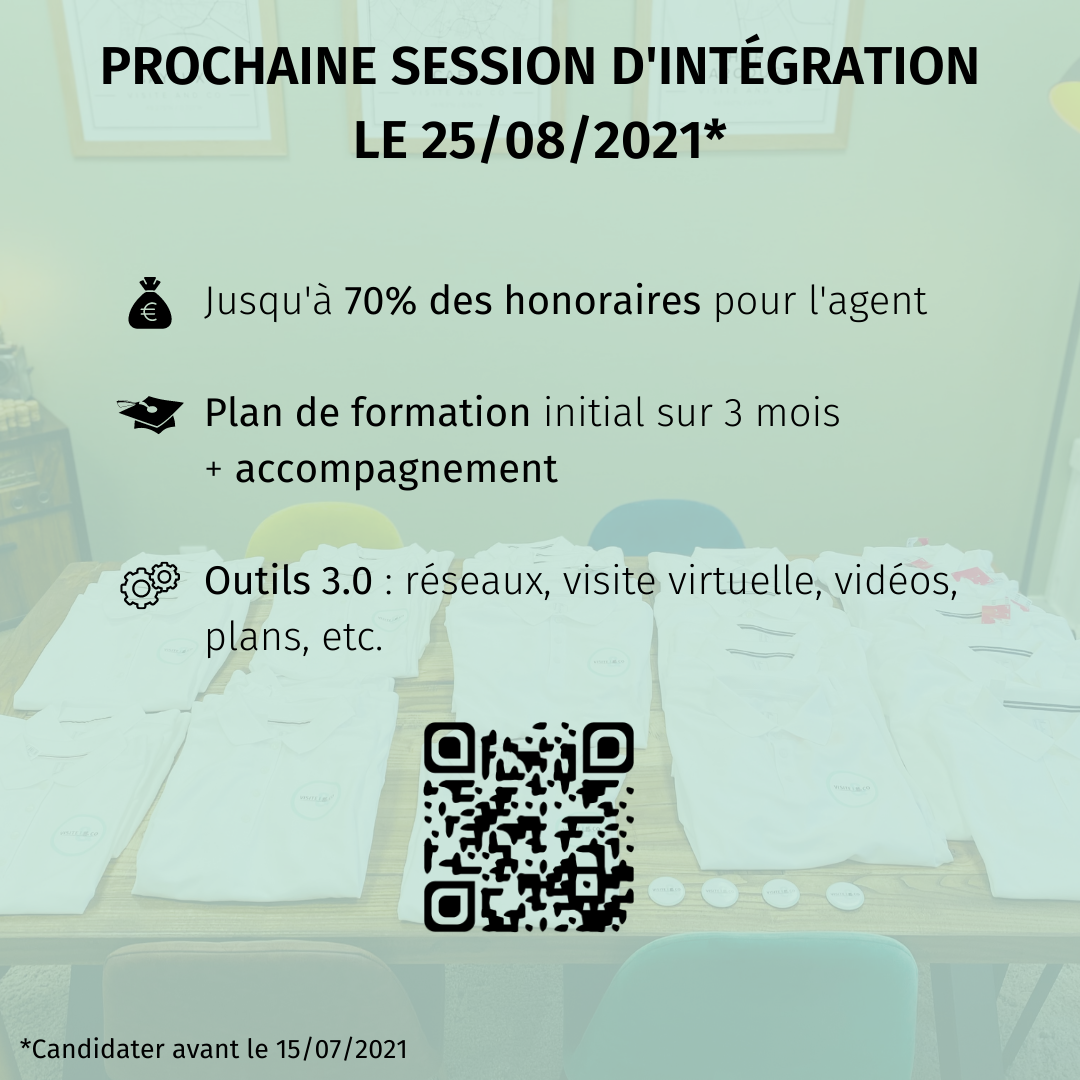 PROCHAINE SESSION D'INTÉGRATION
LE 25/08/2021*
Jusqu'à 70% des honoraires pour l'agent
Plan de formation initial sur 3 mois
+ accompagnement
Outils 3.0 : réseaux, visite virtuelle, vidéos,
plans, etc.
*Candidater avant le 15/07/2021